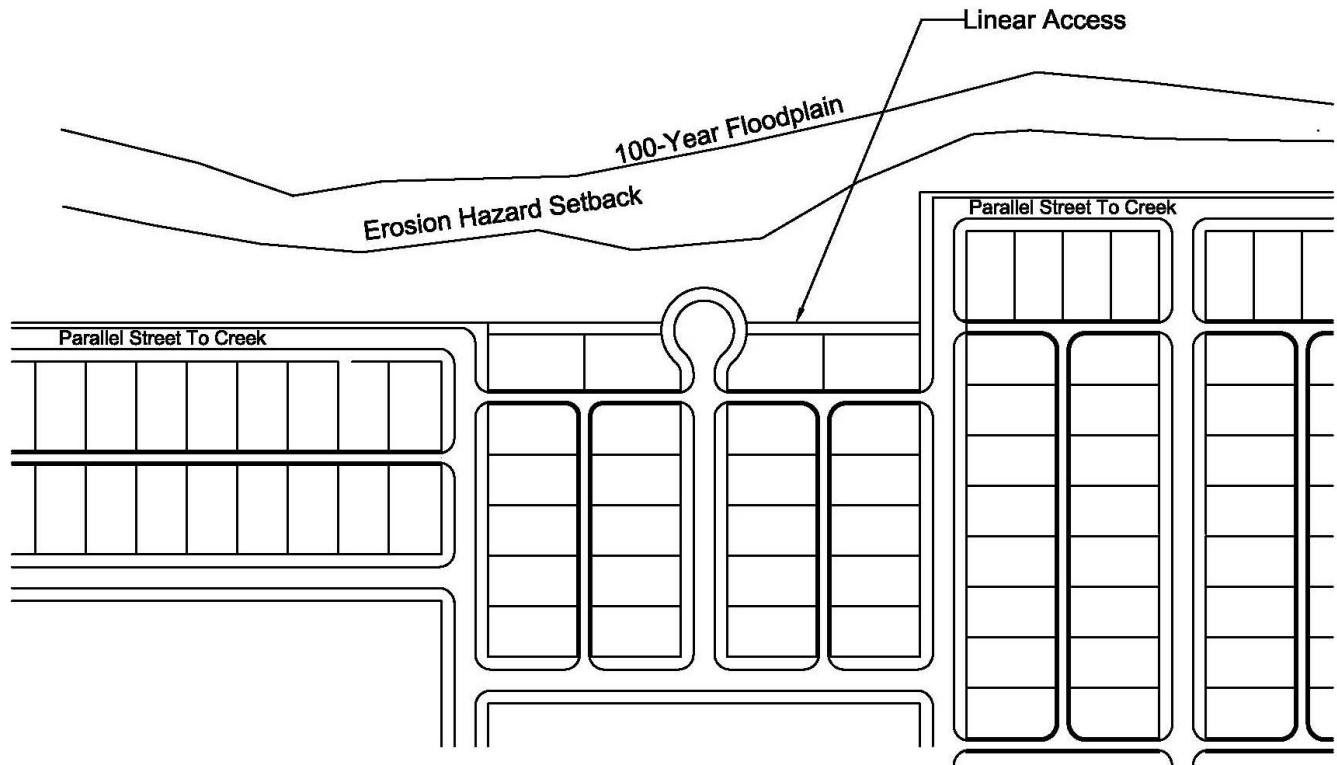 Linear Access
100-Year Floodplain
Erosion Hazard Setback
Parallel Street To Creek
Parallel Street To Creek